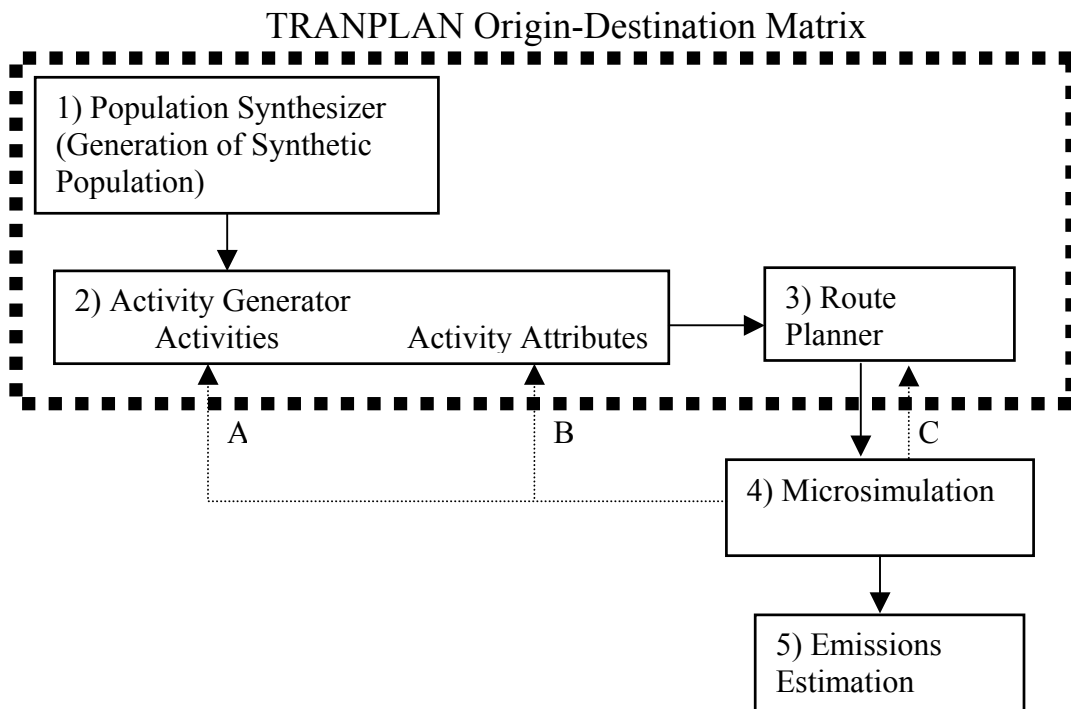 TRANPLAN Origin-Destination Matrix
1) Population Synthesizer
(Generation of Synthetic
Population)
2) Activity Generator
Activities Activity Attributes
3) Route
Planner
A
B
C
4) Microsimulation
5) Emissions
Estimation